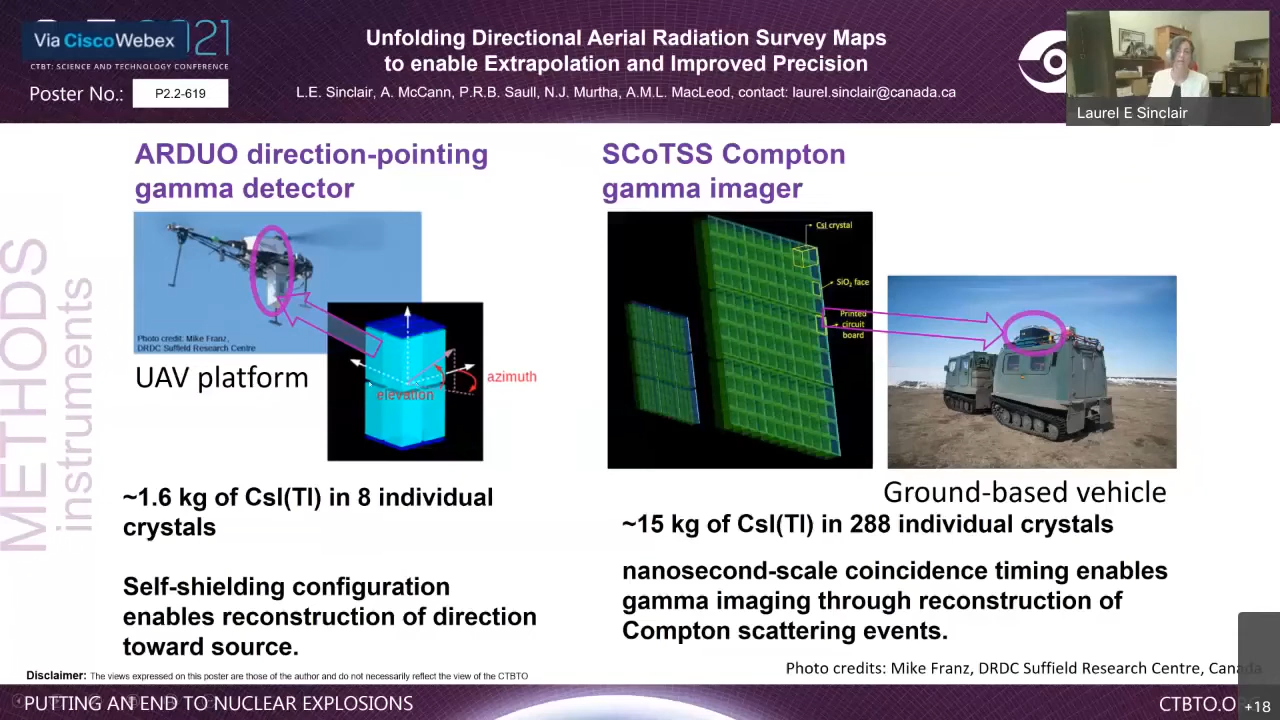 Via CiscoWebex
21
CTBT: SCIENCE AND TECHNOLOGY CONFERENCE
Poster No.: P2.2-619
Unfolding Directional Aerial Radiation Survey Maps
to enable Extrapolation and Improved Precision
L.E. Sinclair, A. McCann, P.R.B. Saull, N.J. Murtha, A.M.L. MacLeod, contact: laurel.sinclair@canada.ca
Laurel E Sinclair
METHODS
instruments
ARDUO direction-pointing
gamma detector
Photo credit: Mike Franz,
DRDC Suffield Research Centre
UAV platform
azimuth
elevation
~1.6 kg of CsI(Tl) in 8 individual
crystals
Self-shielding configuration
enables reconstruction of direction
toward source.
SCoTSS Compton
gamma imager
CsI crystal
SiO₂ face
Printed
circuit
board
Ground-based vehicle
~15 kg of CsI(Tl) in 288 individual crystals
nanosecond-scale coincidence timing enables
gamma imaging through reconstruction of
Compton scattering events.
Photo credits: Mike Franz, DRDC Suffield Research Centre, Canada
Disclaimer: The views expressed on this poster are those of the author and do not necessarily reflect the view of the CTBTO
PUTTING AN END TO NUCLEAR EXPLOSIONS
CTBTO.O
+18